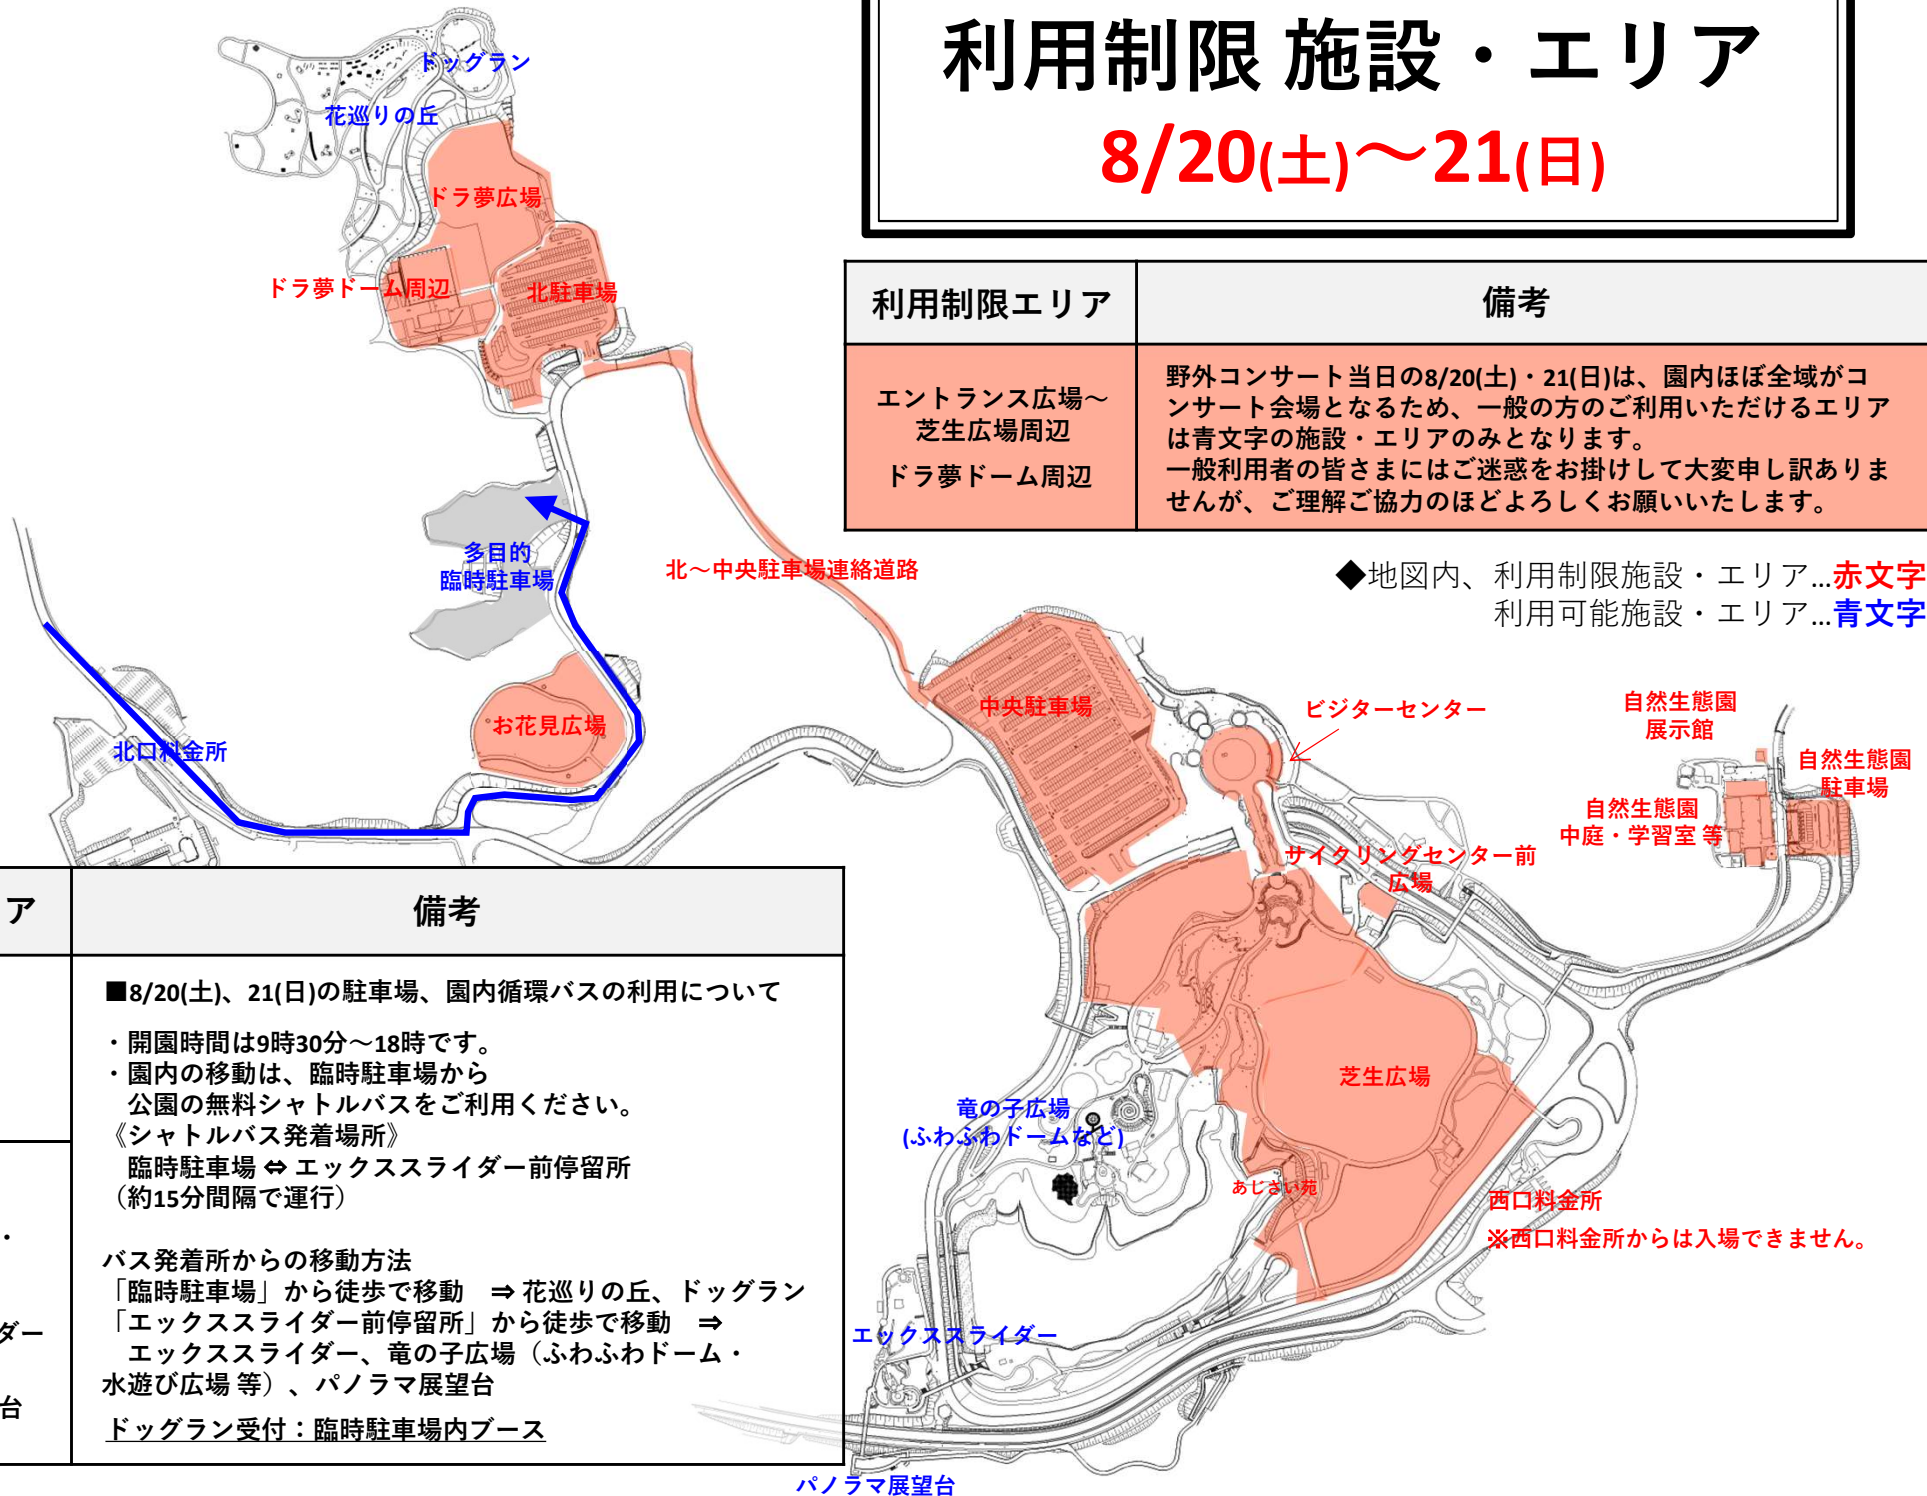 利用制限 施設・エリア
8/20(土)～21(日)
ドッグラン
花巡りの丘
ドラ夢広場
ドラ夢ドーム周辺
北駐車場
利用制限エリア
備考
エントランス広場～
芝生広場周辺
ドラ夢ドーム周辺
野外コンサート当日の8/20(土)・21(日)は、園内ほぼ全域がコ
ンサート会場となるため、一般の方のご利用いただけるエリア
は青文字の施設・エリアのみとなります。
一般利用者の皆さまにはご迷惑をお掛けして大変申し訳ありま
せんが、ご理解ご協力のほどよろしくお願いいたします。
◆地図内、利用制限施設・エリア…赤文字
利用可能施設・エリア…青文字
多目的
臨時駐車場
北～中央駐車場連絡道路
お花見広場
北口料金所
中央駐車場
ビジターセンター
自然生態園
展示館
自然生態園
駐車場
自然生態園
中庭・学習室 等
サイクリングセンター前
広場
芝生広場
竜の子広場
(ふわふわドームなど)
あじさい苑
西口料金所
※西口料金所からは入場できません。
エックススライダー
パノラマ展望台
ア
備考
・
ダー
台
■8/20(土)、21(日)の駐車場、園内循環バスの利用について
・開園時間は9時30分～18時です。
・園内の移動は、臨時駐車場から
公園の無料シャトルバスをご利用ください。
《シャトルバス発着場所》
臨時駐車場 ⇔ エックススライダー前停留所
（約15分間隔で運行）
バス発着所からの移動方法
「臨時駐車場」から徒歩で移動 ⇒ 花巡りの丘、ドッグラン
「エックススライダー前停留所」から徒歩で移動 ⇒
エックススライダー、竜の子広場（ふわふわドーム・
水遊び広場 等）、パノラマ展望台
ドッグラン受付：臨時駐車場内ブース